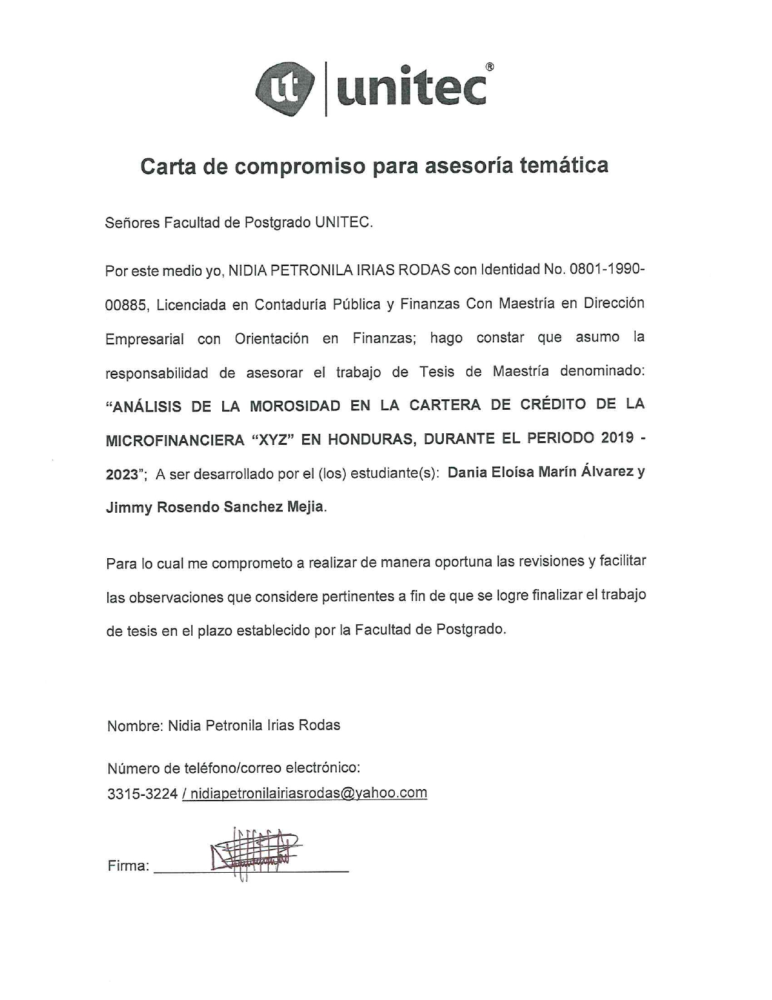 ut unitec®
Carta de compromiso para asesoría temática
Señores Facultad de Postgrado UNITEC.
Por este medio yo, NIDIA PETRONILA IRIAS RODAS con Identidad No. 0801-1990-
00885, Licenciada en Contaduría Pública y Finanzas Con Maestría en Dirección
Empresarial con Orientación en Finanzas; hago constar que asumo la
responsabilidad de asesorar el trabajo de Tesis de Maestría denominado:
“ANÁLISIS DE LA MOROSIDAD EN LA CARTERA DE CRÉDITO DE LA
MICROFINANCIERA “XYZ” EN HONDURAS, DURANTE EL PERIODO 2019 -
2023”; A ser desarrollado por el (los) estudiante(s): Dania Eloísa Marín Álvarez y
Jimmy Rosendo Sanchez Mejia.
Para lo cual me comprometo a realizar de manera oportuna las revisiones y facilitar
las observaciones que considere pertinentes a fin de que se logre finalizar el trabajo
de tesis en el plazo establecido por la Facultad de Postgrado.
Nombre: Nidia Petronila Irias Rodas
Número de teléfono/correo electrónico:
3315-3224 / nidiapetronilairiasrodas@yahoo.com
Firma: